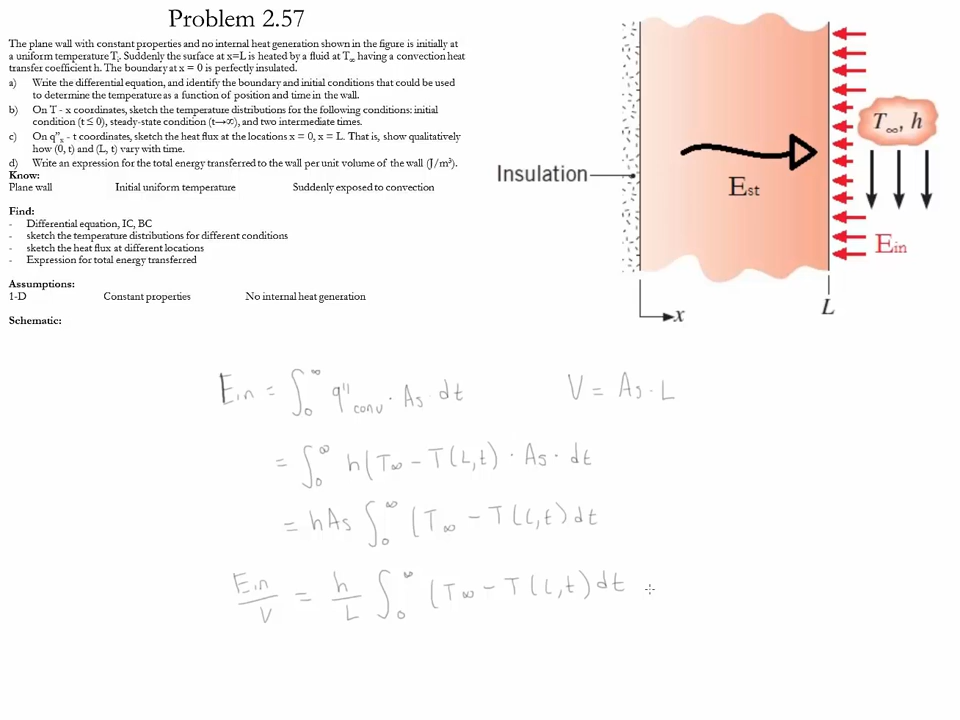 Problem 2.57
The plane wall with constant properties and no internal heat generation shown in the figure is initially at
a uniform temperature Tᵢ. Suddenly the surface at x=L is heated by a fluid at T∞ having a convection heat
transfer coefficient h. The boundary at x = 0 is perfectly insulated.
a) Write the differential equation, and identify the boundary and initial conditions that could be used
to determine the temperature as a function of position and time in the wall.
b) On T - x coordinates, sketch the temperature distributions for the following conditions: initial
condition (t ≤ 0), steady-state condition (t→∞), and two intermediate times.
c) On q"ₓ - t coordinates, sketch the heat flux at the locations x = 0, x = L. That is, show qualitatively
how (0, t) and (L, t) vary with time.
d) Write an expression for the total energy transferred to the wall per unit volume of the wall (J/m³).
Know:
Plane wall Initial uniform temperature Suddenly exposed to convection
Find:
- Differential equation, IC, BC
- sketch the temperature distributions for different conditions
- sketch the heat flux at different locations
- Expression for total energy transferred
Assumptions:
1-D Constant properties No internal heat generation
Schematic:
Insulation
Est
T∞, h
Ein
x
L
Ein = ∫₀^∞ q"conv · As · dt V = As · L
= ∫₀^∞ h(T∞ - T(L,t) · As · dt
= hAs ∫₀^∞ (T∞ - T(L,t) dt
Ein/V = h/L ∫₀^∞ (T∞ - T(L,t) dt